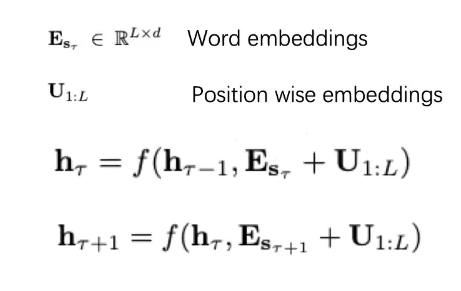 E_{s_τ} ∈ ℝ^{L×d} Word embeddings
U_{1:L} Position wise embeddings
h_τ = f(h_{τ−1}, E_{s_τ} + U_{1:L})
h_{τ+1} = f(h_τ, E_{s_{τ+1}} + U_{1:L})